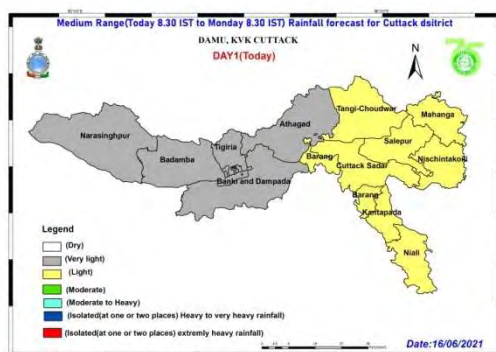 Medium Range(Today 8.30 IST to Monday 8.30 IST) Rainfall forecast for Cuttack dsitrict
DAMU, KVK CUTTACK
DAY1(Today)
N
Tangi-Choudwar
Athagad
Mahanga
Narasinghpur
Tigiria
Salepur
Badamba
Barang
Nischintakoili
Cuttack Sadar
Banki and Dampada
Barang
Kantapada
Niali
Legend
(Dry)
(Very light)
(Light)
(Moderate)
(Moderate to Heavy)
(Isolated(at one or two places) Heavy to very heavy rainfall)
(Isolated(at one or two places) extremly heavy rainfall)
Date:16/06/2021